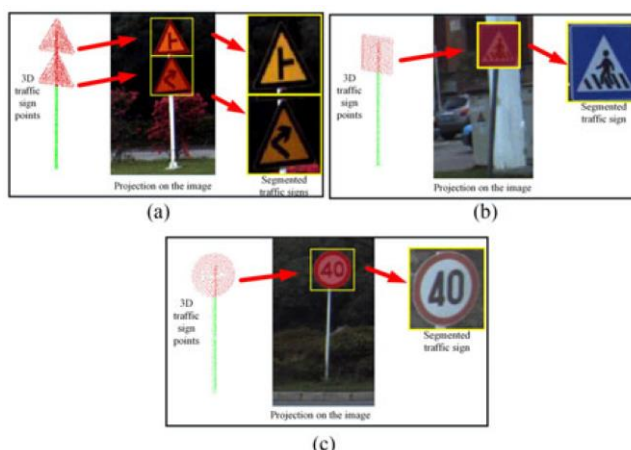 3D
traffic
sign
points
Projection on the image
Segmented
traffic signs
(a)
3D
traffic
sign
points
Projection on the image
Segmented
traffic sign
(b)
3D
traffic
sign
points
40
Projection on the image
40
Segmented
traffic sign
(c)